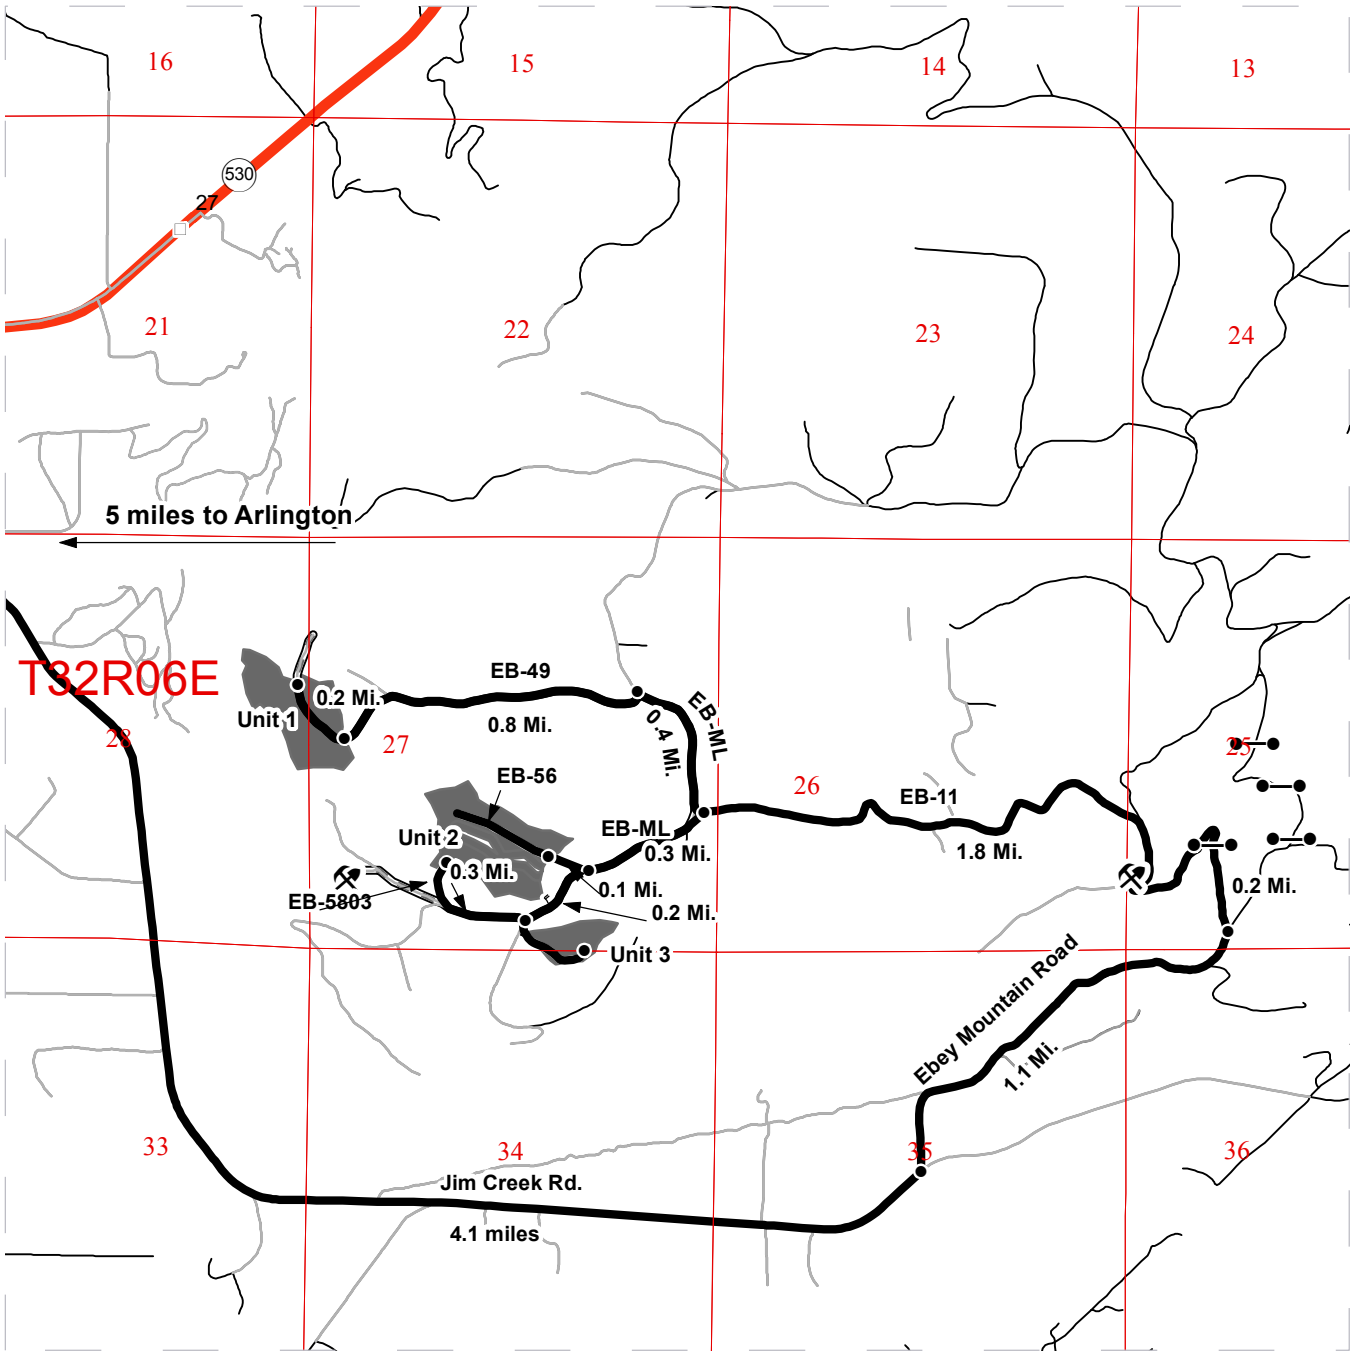 16
15
14
13
530
27
21
22
23
24
5 miles to Arlington
T32R06E
EB-49
0.2 Mi.
Unit 1
0.8 Mi.
EB-ML
0.4 Mi.
28
27
25
26
EB-56
EB-11
Unit 2
EB-ML
0.3 Mi.
1.8 Mi.
0.3 Mi.
0.1 Mi.
0.2 Mi.
EB-5803
0.2 Mi.
Unit 3
Ebey Mountain Road
1.1 Mi.
33
34
35
36
Jim Creek Rd.
4.1 miles